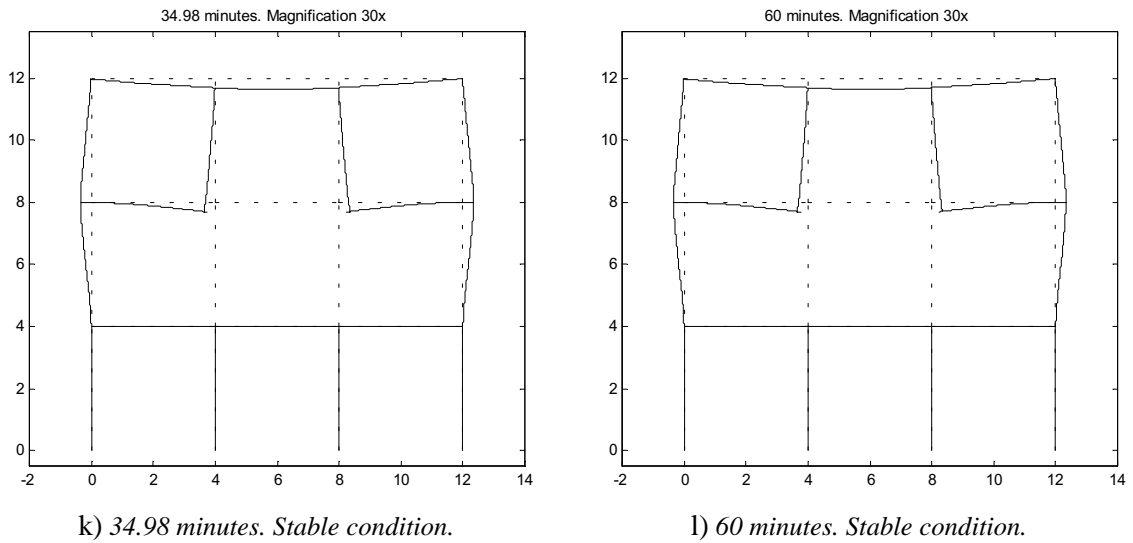 34.98 minutes. Magnification 30x
12
10
8
6
4
2
0
-2 0 2 4 6 8 10 12 14
k) 34.98 minutes. Stable condition.
60 minutes. Magnification 30x
12
10
8
6
4
2
0
-2 0 2 4 6 8 10 12 14
l) 60 minutes. Stable condition.